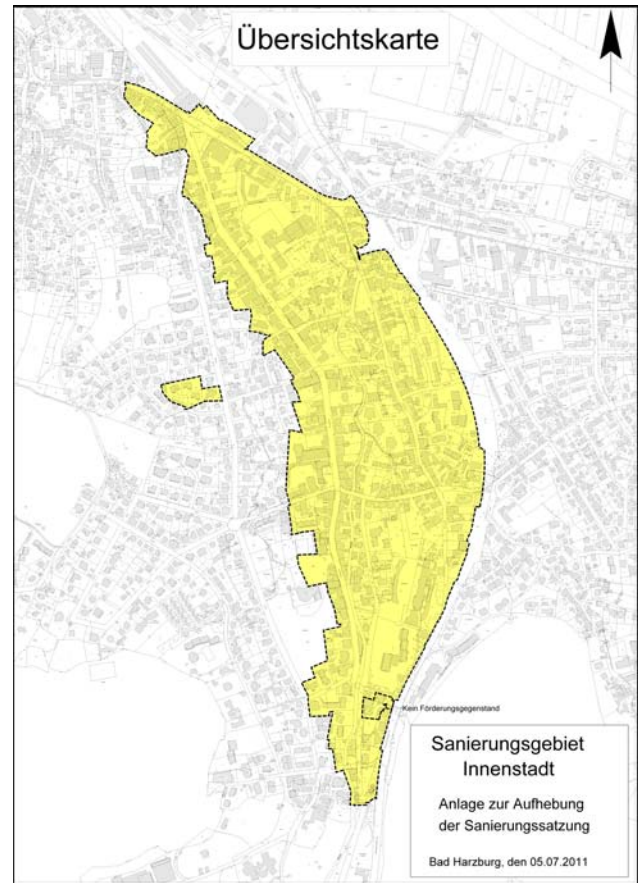 Übersichtskarte
Kein Förderungsgegenstand
Sanierungsgebiet
Innenstadt
Anlage zur Aufhebung
der Sanierungssatzung
Bad Harzburg, den 05.07.2011